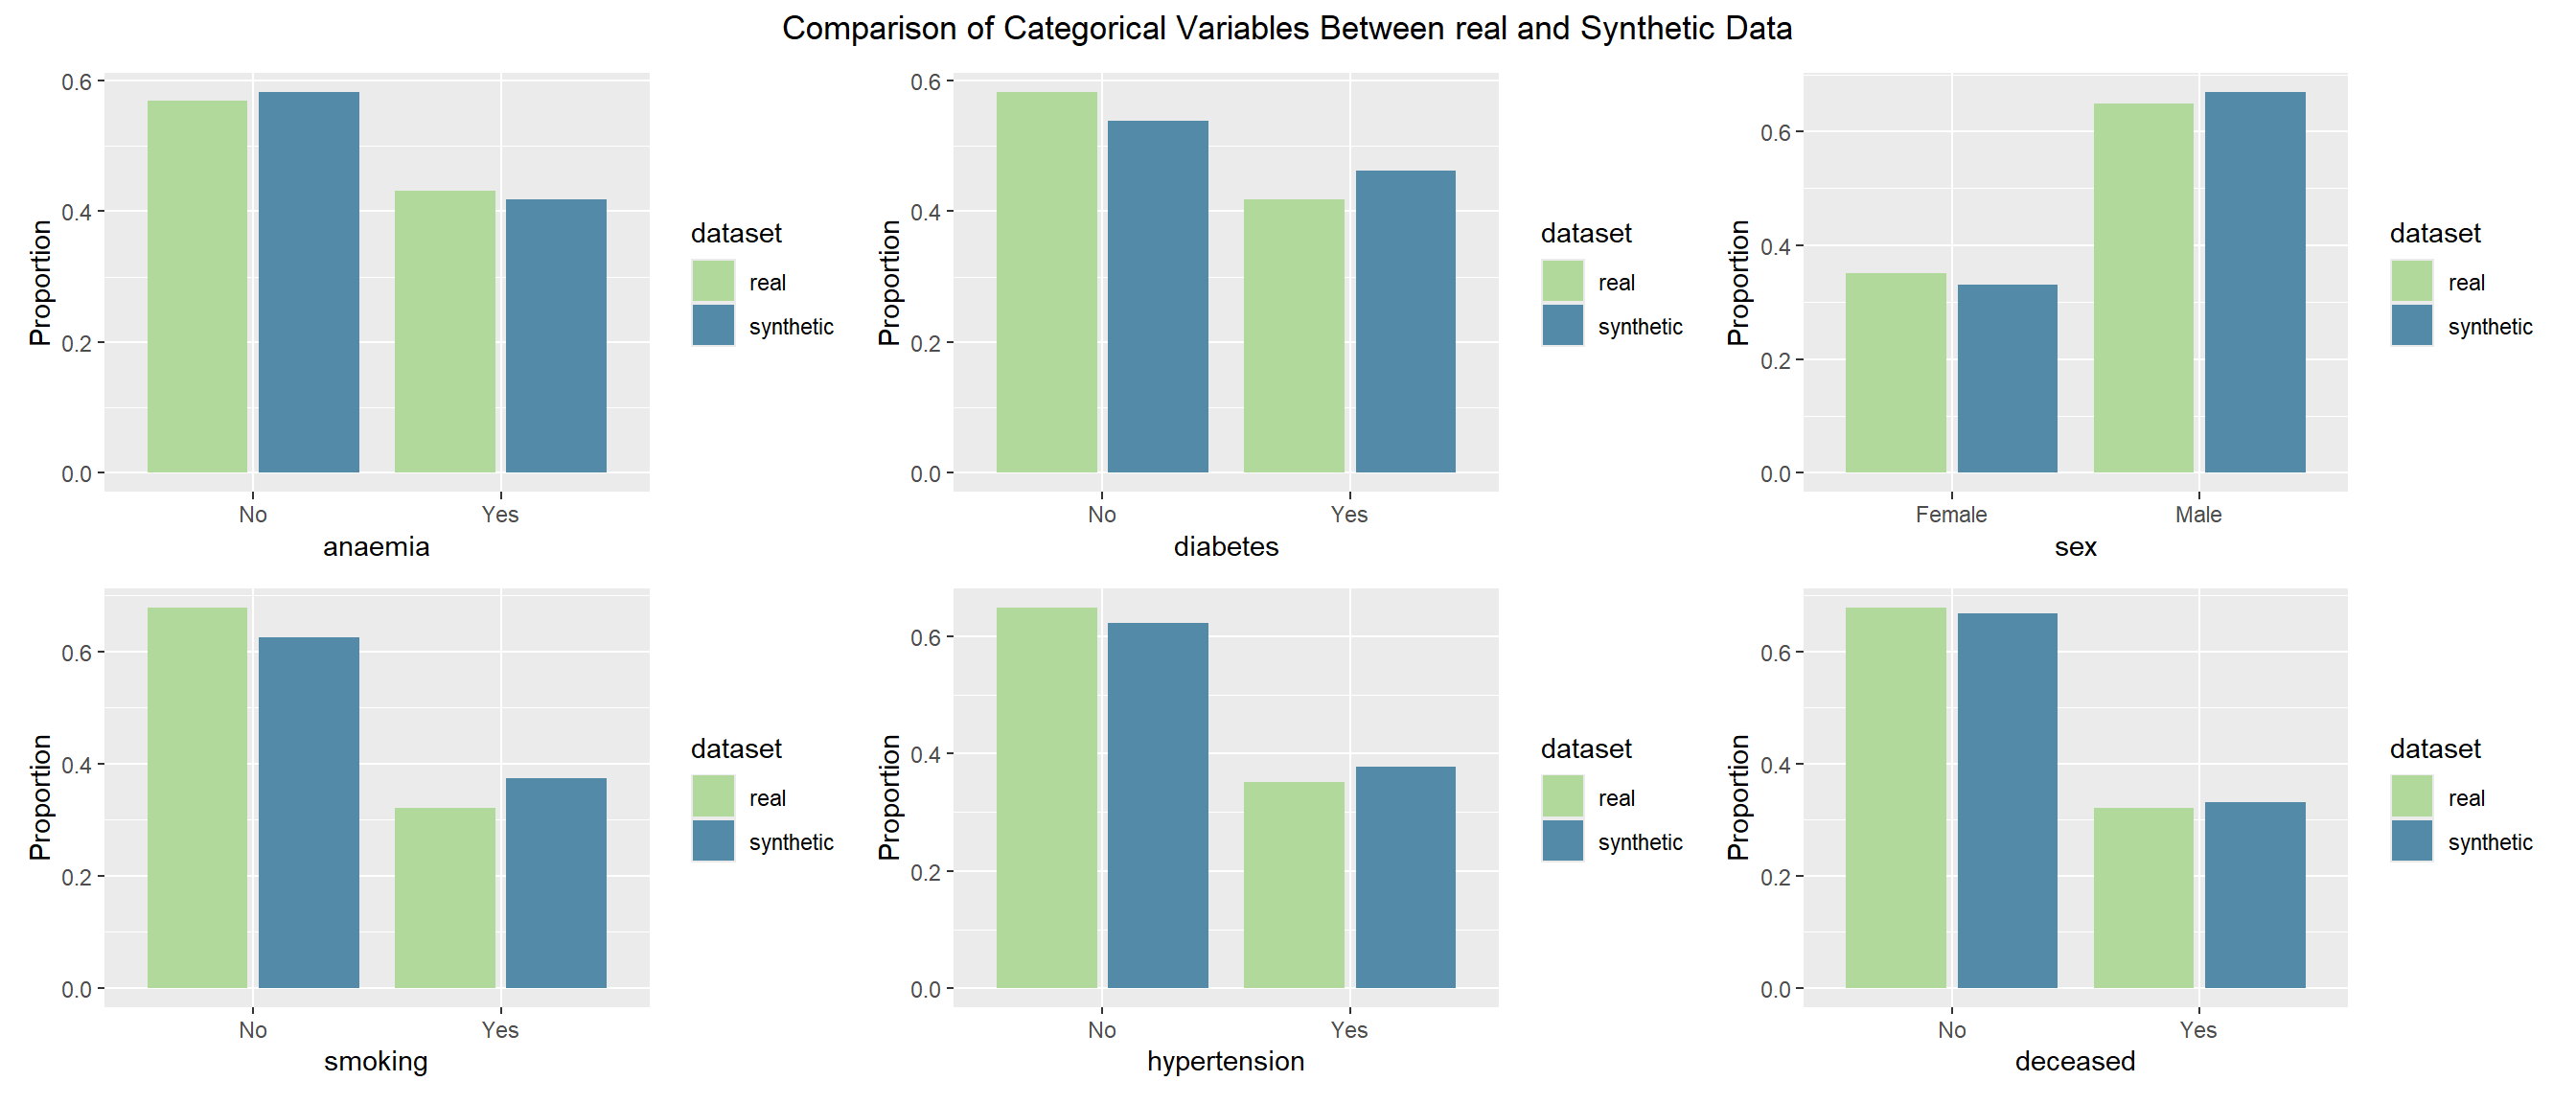 Comparison of Categorical Variables Between real and Synthetic Data
Proportion
0.6
0.4
0.2
0.0
No Yes
anaemia
dataset
real
synthetic
Proportion
0.6
0.4
0.2
0.0
No Yes
diabetes
dataset
real
synthetic
Proportion
0.6
0.4
0.2
0.0
Female Male
sex
dataset
real
synthetic
Proportion
0.6
0.4
0.2
0.0
No Yes
smoking
dataset
real
synthetic
Proportion
0.6
0.4
0.2
0.0
No Yes
hypertension
dataset
real
synthetic
Proportion
0.6
0.4
0.2
0.0
No Yes
deceased
dataset
real
synthetic